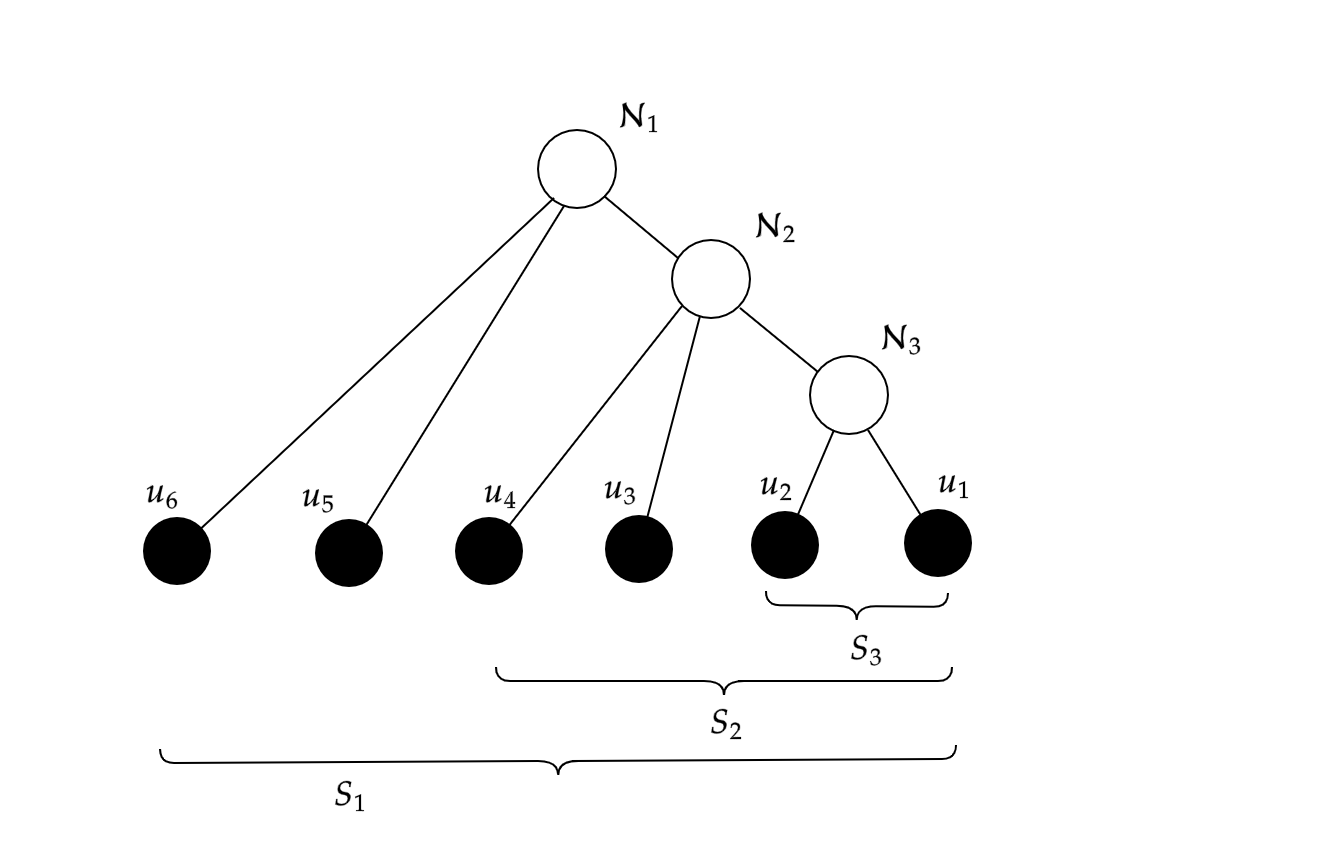 𝒩₁
𝒩₂
𝒩₃
u₆ u₅ u₄ u₃ u₂ u₁
S₃
S₂
S₁